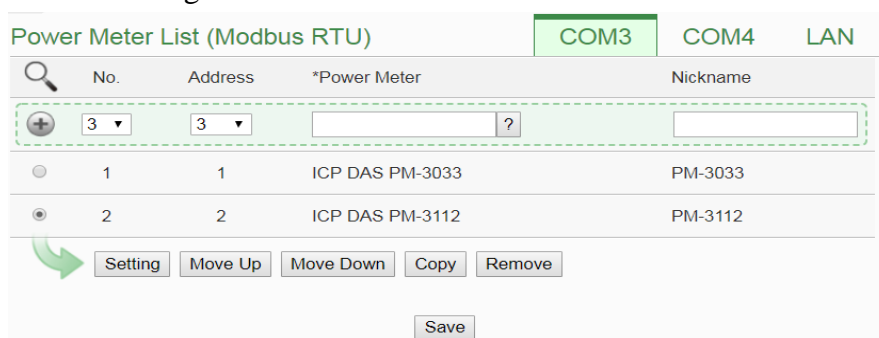 Power Meter List (Modbus RTU) COM3 COM4 LAN
No. Address *Power Meter Nickname
3 3 ?
1 1 ICP DAS PM-3033 PM-3033
2 2 ICP DAS PM-3112 PM-3112
Setting Move Up Move Down Copy Remove
Save